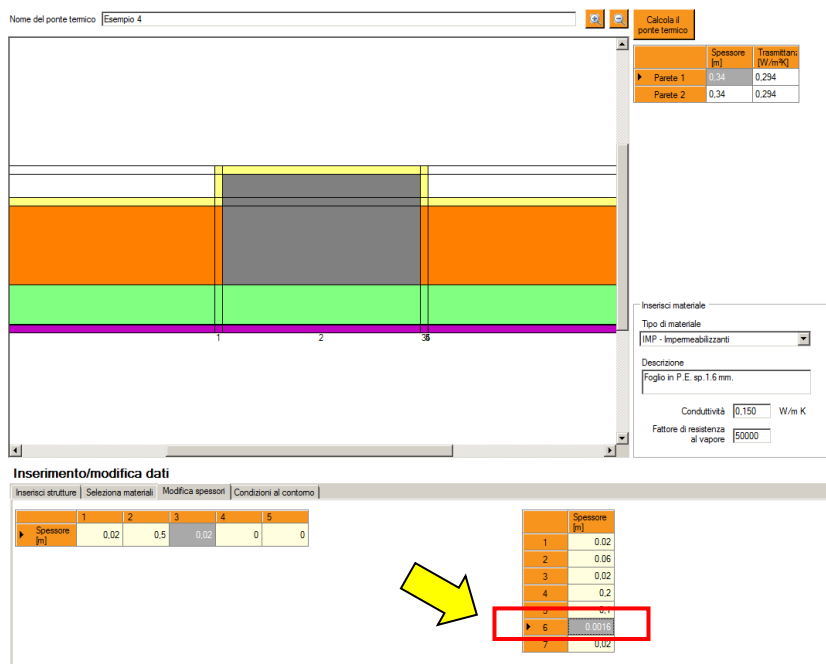 Nome del ponte termico Esempio 4
Calcola il
ponte termico
Spessore [m] Trasmittan: [W/m²K]
Parete 1 0,34 0,294
Parete 2 0,34 0,294
1 2 3
Inserisci materiale
Tipo di materiale
IMP - Impermeabilizzanti
Descrizione
Foglio in P.E. sp.1.6 mm.
Conduttività 0,150 W/m K
Fattore di resistenza
al vapore 50000
Inserimento/modifica dati
Inserisci strutture Seleziona materiali Modifica spessori Condizioni al contorno
1 2 3 4 5
Spessore [m] 0,02 0,5 0,02 0 0
Spessore
[m]
1 0.02
2 0.06
3 0,02
4 0,2
5 0,1
6 0.0016
7 0,02